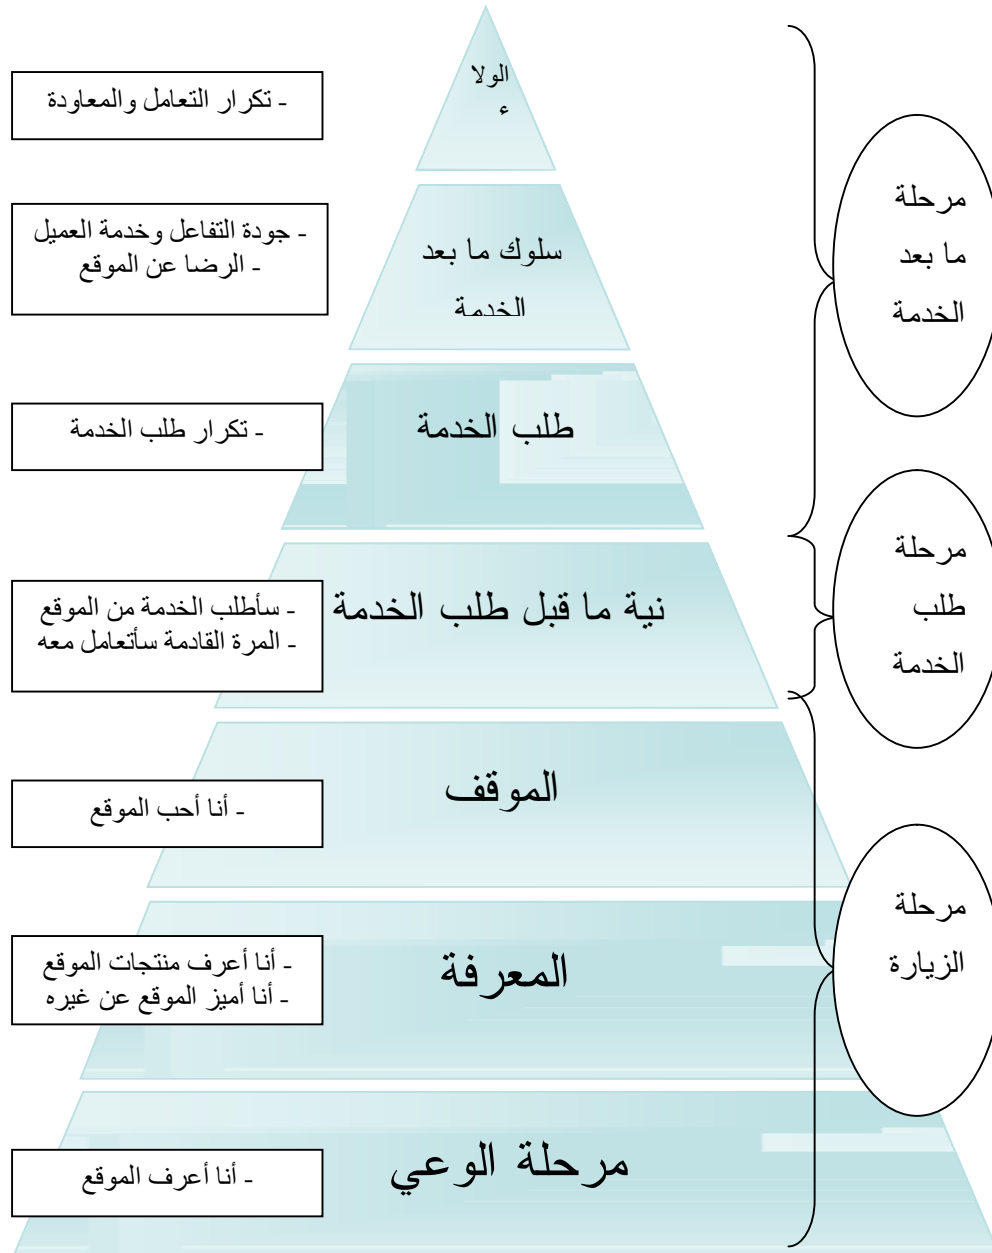 الولا
ء
- تكرار التعامل والمعاودة
مرحلة
ما بعد
الخدمة
سلوك ما بعد
الخدمة
- جودة التفاعل وخدمة العميل
- الرضا عن الموقع
طلب الخدمة
- تكرار طلب الخدمة
مرحلة
طلب
الخدمة
نية ما قبل طلب الخدمة
- سأطلب الخدمة من الموقع
- المرة القادمة سأتعامل معه
الموقف
- أنا أحب الموقع
مرحلة
الزيارة
المعرفة
- أنا أعرف منتجات الموقع
- أنا أميز الموقع عن غيره
مرحلة الوعي
- أنا أعرف الموقع